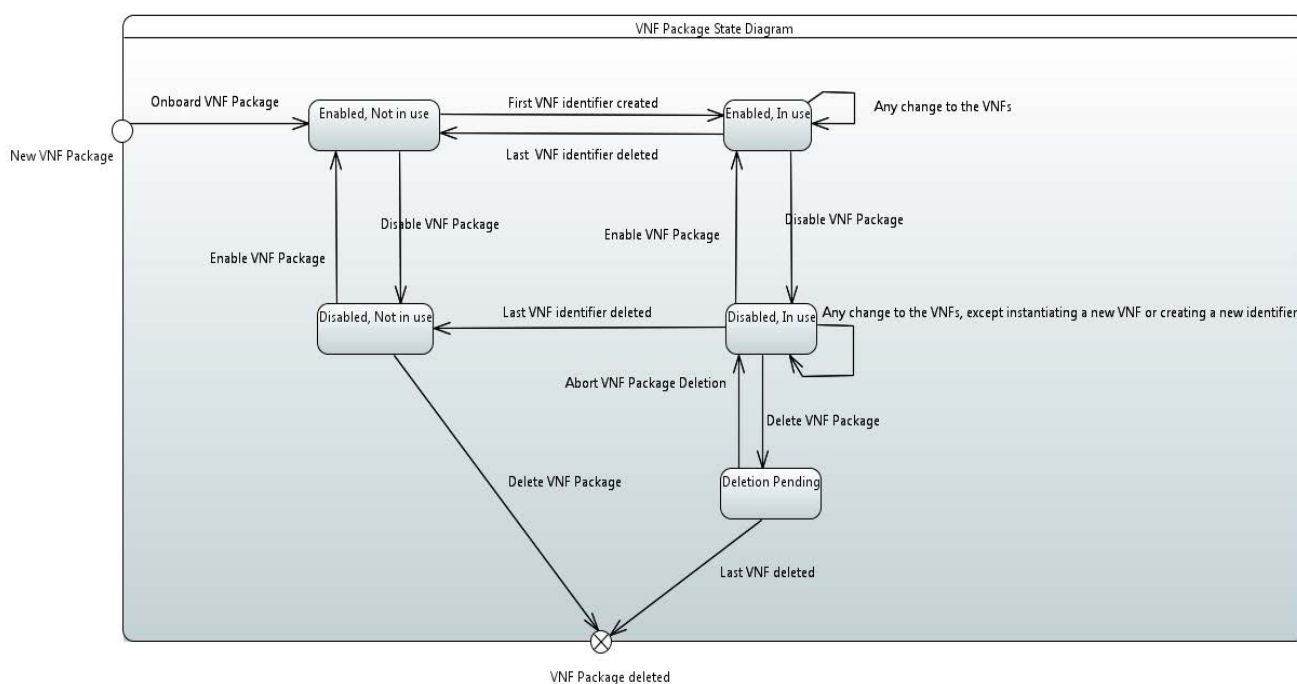 VNF Package State Diagram
Onboard VNF Package
Enabled, Not in use
First VNF identifier created
Enabled, In use
Any change to the VNFs
New VNF Package
Last VNF identifier deleted
Disable VNF Package
Disable VNF Package
Enable VNF Package
Enable VNF Package
Disabled, Not in use
Last VNF identifier deleted
Disabled, In use
Any change to the VNFs, except instantiating a new VNF or creating a new identifier
Abort VNF Package Deletion
Delete VNF Package
Delete VNF Package
Deletion Pending
Last VNF deleted
VNF Package deleted